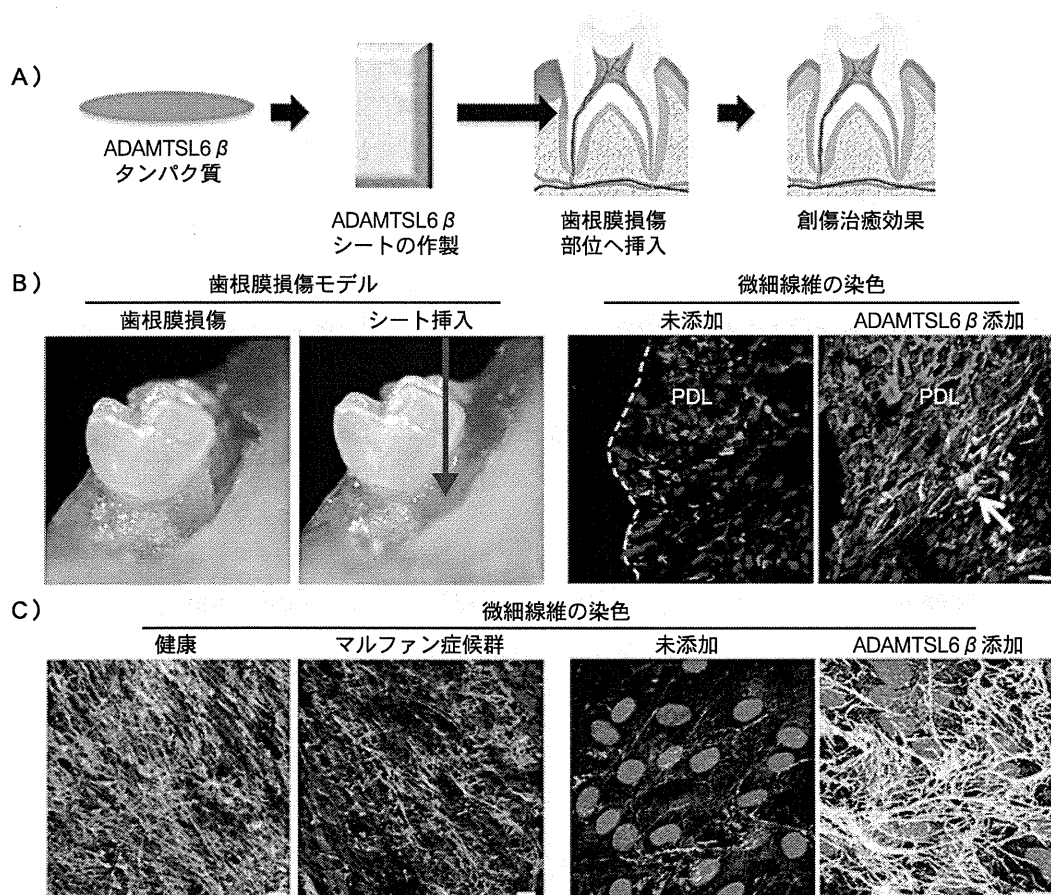 A)
ADAMTSL6β
タンパク質
ADAMTSL6β
シートの作製
歯根膜損傷
部位へ挿入
創傷治癒効果
B)
歯根膜損傷モデル
微細線維の染色
歯根膜損傷
シート挿入
未添加
ADAMTSL6β添加
PDL
PDL
C)
微細線維の染色
健康
マルファン症候群
未添加
ADAMTSL6β添加